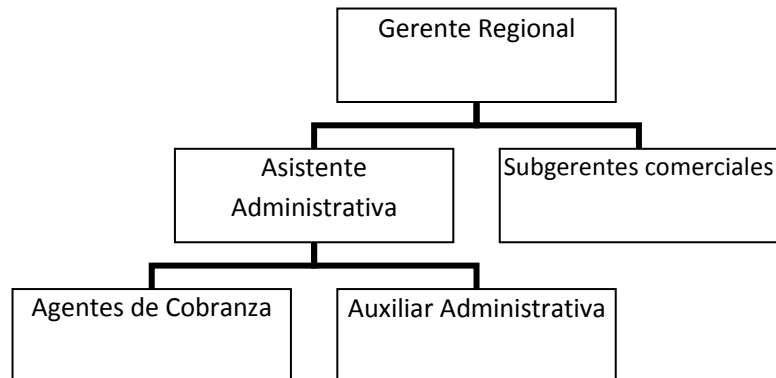 Gerente Regional
Asistente
Administrativa
Subgerentes comerciales
Agentes de Cobranza
Auxiliar Administrativa